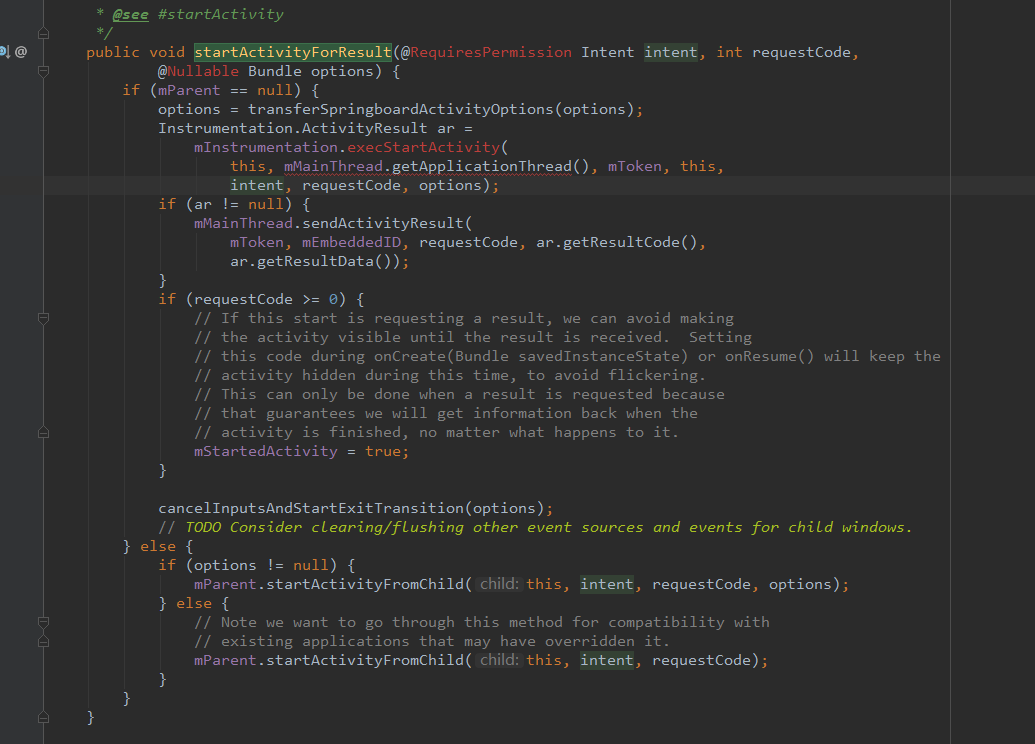 * @see #startActivity
*/
public void startActivityForResult(@RequiresPermission Intent intent, int requestCode,
@Nullable Bundle options) {
if (mParent == null) {
options = transferSpringboardActivityOptions(options);
Instrumentation.ActivityResult ar =
mInstrumentation.execStartActivity(
this, mMainThread.getApplicationThread(), mToken, this,
intent, requestCode, options);
if (ar != null) {
mMainThread.sendActivityResult(
mToken, mEmbeddedID, requestCode, ar.getResultCode(),
ar.getResultData());
}
if (requestCode >= 0) {
// If this start is requesting a result, we can avoid making
// the activity visible until the result is received.  Setting
// this code during onCreate(Bundle savedInstanceState) or onResume() will keep the
// activity hidden during this time, to avoid flickering.
// This can only be done when a result is requested because
// that guarantees we will get information back when the
// activity is finished, no matter what happens to it.
mStartedActivity = true;
}
cancelInputsAndStartExitTransition(options);
// TODO Consider clearing/flushing other event sources and events for child windows.
} else {
if (options != null) {
mParent.startActivityFromChild( child: this, intent, requestCode, options);
} else {
// Note we want to go through this method for compatibility with
// existing applications that may have overridden it.
mParent.startActivityFromChild( child: this, intent, requestCode);
}
}
}